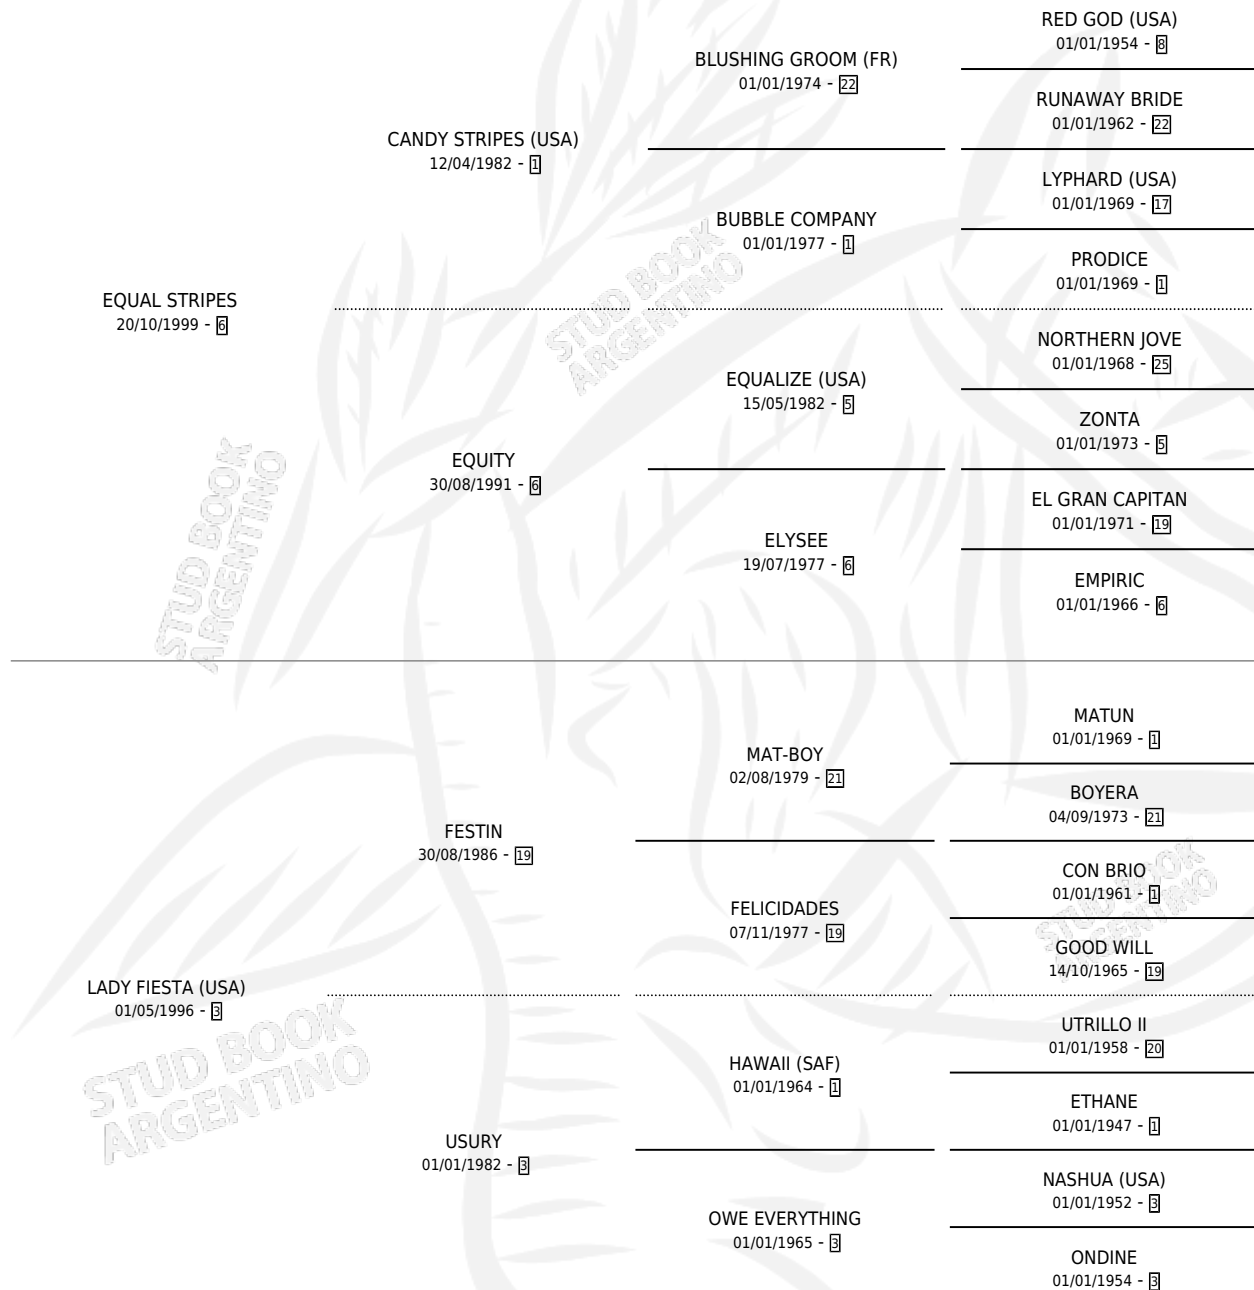 RED GOD (USA)
01/01/1954 - 8
BLUSHING GROOM (FR)
01/01/1974 - 22
RUNAWAY BRIDE
01/01/1962 - 22
CANDY STRIPES (USA)
12/04/1982 - 1
LYPHARD (USA)
01/01/1969 - 17
BUBBLE COMPANY
01/01/1977 - 1
PRODICE
01/01/1969 - 1
EQUAL STRIPES
20/10/1999 - 6
NORTHERN JOVE
01/01/1968 - 25
EQUALIZE (USA)
15/05/1982 - 5
ZONTA
01/01/1973 - 5
EQUITY
30/08/1991 - 6
EL GRAN CAPITAN
01/01/1971 - 19
ELYSEE
19/07/1977 - 6
EMPIRIC
01/01/1966 - 6
MATUN
01/01/1969 - 1
MAT-BOY
02/08/1979 - 21
BOYERA
04/09/1973 - 21
FESTIN
30/08/1986 - 19
CON BRIO
01/01/1961 - 1
FELICIDADES
07/11/1977 - 19
GOOD WILL
14/10/1965 - 19
LADY FIESTA (USA)
01/05/1996 - 3
UTRILLO II
01/01/1958 - 20
HAWAII (SAF)
01/01/1964 - 1
ETHANE
01/01/1947 - 1
USURY
01/01/1982 - 3
NASHUA (USA)
01/01/1952 - 3
OWE EVERYTHING
01/01/1965 - 3
ONDINE
01/01/1954 - 3
STUD BOOK
ARGENTINO
STUD BOOK
ARGENTINO
STUD BOOK
ARGENTINO
STUD BOOK
ARGENTINO